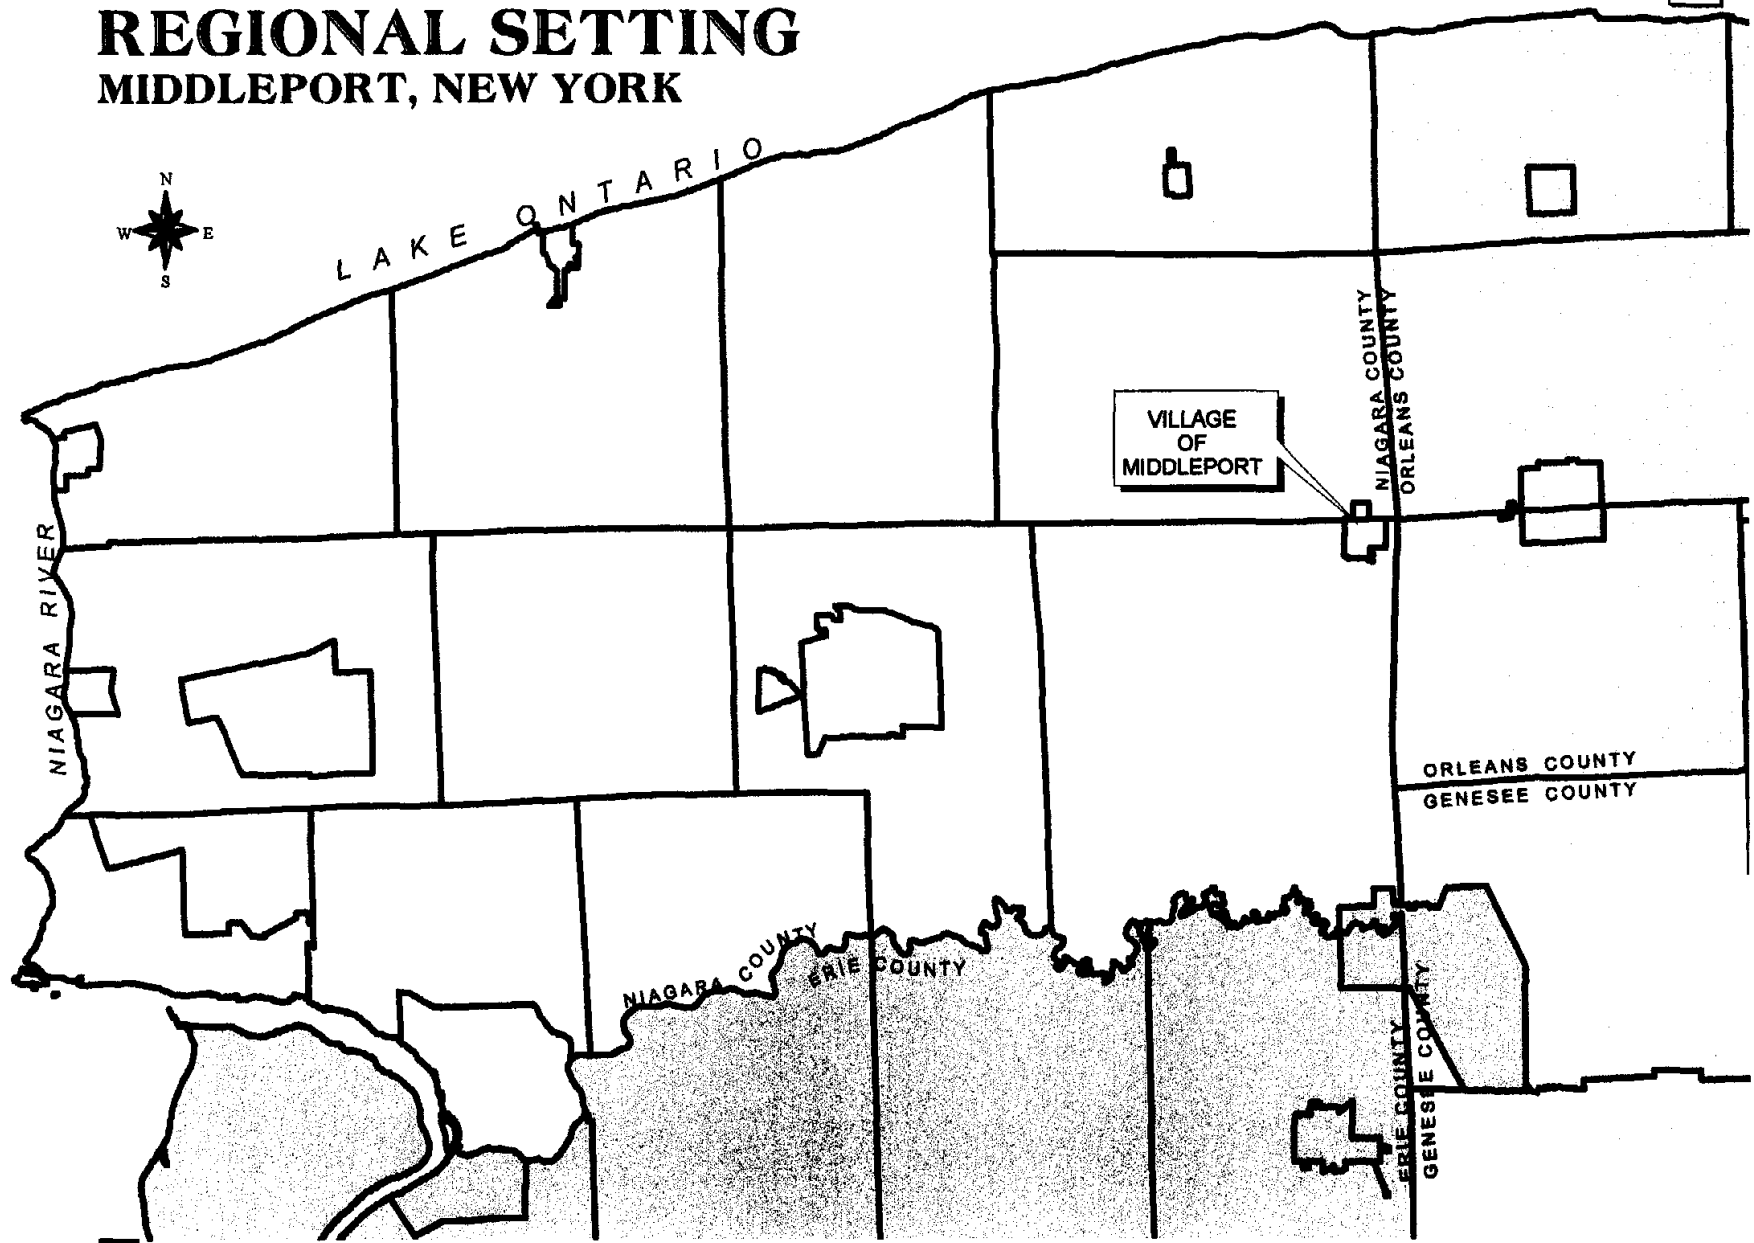 REGIONAL SETTING
MIDDLEPORT, NEW YORK
N
W E
S
LAKE ONTARIO
NIAGARA COUNTY
ORLEANS COUNTY
VILLAGE
OF
MIDDLEPORT
NIAGARA RIVER
ORLEANS COUNTY
GENESEE COUNTY
NIAGARA COUNTY
ERIE COUNTY
ERIE COUNTY
GENESE COUNTY